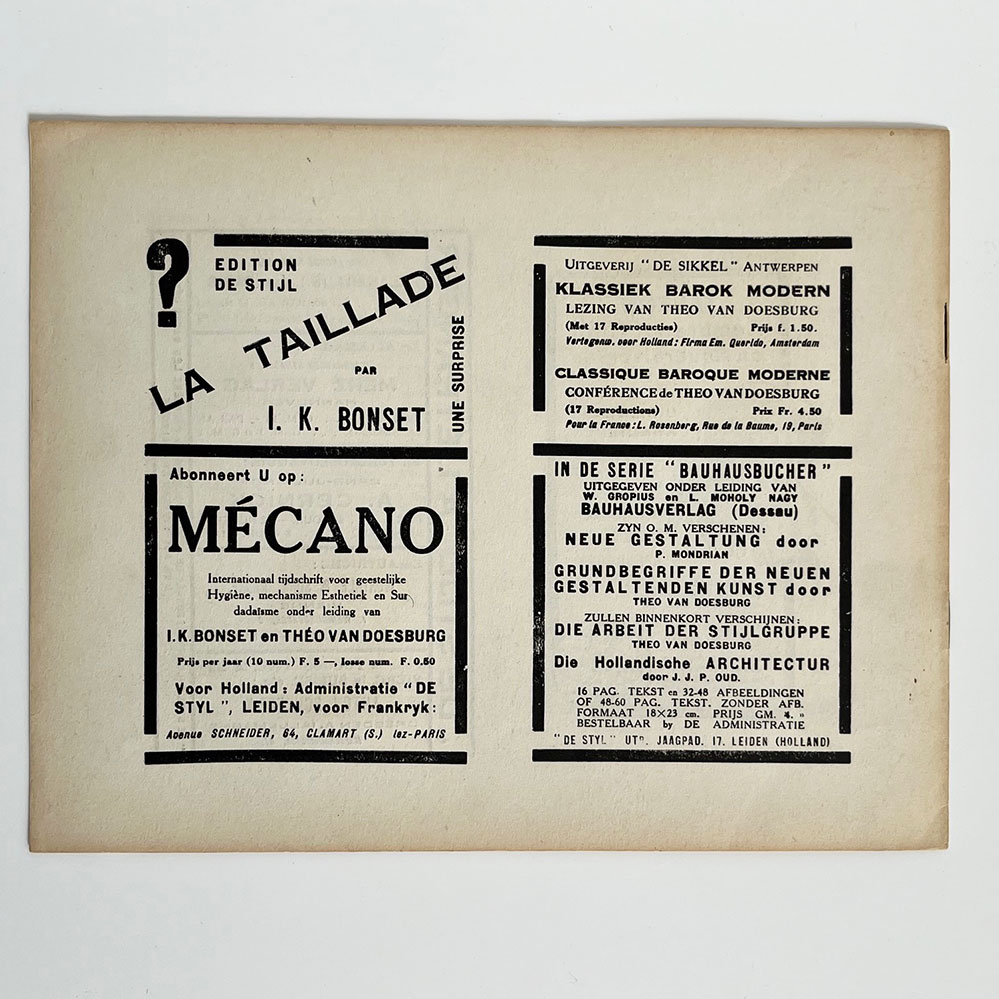 ?
EDITION
DE STIJL
LA TAILLADE
PAR
I. K. BONSET
UNE SURPRISE
Abonneert U op:
MÉCANO
Internationaal tijdschrift voor geestelijke
Hygiène, mechanisme Esthetiek en Sur
dadaïsme onder leiding van
I.K. BONSET en THÉO VAN DOESBURG
Prijs per jaar (10 num.) F. 5 —, losse num. F. 0.50
Voor Holland: Administratie "DE
STYL", LEIDEN, voor Frankryk:
Avenue SCHNEIDER, 64, CLAMART (S.) lez-PARIS
UITGEVERIJ "DE SIKKEL" ANTWERPEN
KLASSIEK BAROK MODERN
LEZING VAN THEO VAN DOESBURG
(Met 17 Reproducties) Prijs f. 1.50.
Vertegenw. voor Holland: Firma Em. Querido, Amsterdam
CLASSIQUE BAROQUE MODERNE
CONFÉRENCE de THEO VAN DOESBURG
(17 Reproductions) Prix Fr. 4.50
Pour la France: L. Rosenberg, Rue de la Baume, 19, Paris
IN DE SERIE "BAUHAUSBUCHER"
UITGEGEVEN ONDER LEIDING VAN
W. GROPIUS en L. MOHOLY NAGY
BAUHAUSVERLAG (Dessau)
ZYN O. M. VERSCHENEN:
NEUE GESTALTUNG door
P. MONDRIAN
GRUNDBEGRIFFE DER NEUEN
GESTALTENDEN KUNST door
THEO VAN DOESBURG
ZULLEN BINNENKORT VERSCHIJNEN:
DIE ARBEIT DER STIJLGRUPPE
THEO VAN DOESBURG
Die Hollandische ARCHITECTUR
door J. J. P. OUD.
16 PAG. TEKST en 32-48 AFBEELDINGEN
OF 48-60 PAG. TEKST. ZONDER AFB.
FORMAAT 18×23 cm. PRIJS GM. 4. „
BESTELBAAR by DE ADMINISTRATIE
"DE STYL" UTR. JAAGPAD. 17. LEIDEN (HOLLAND)